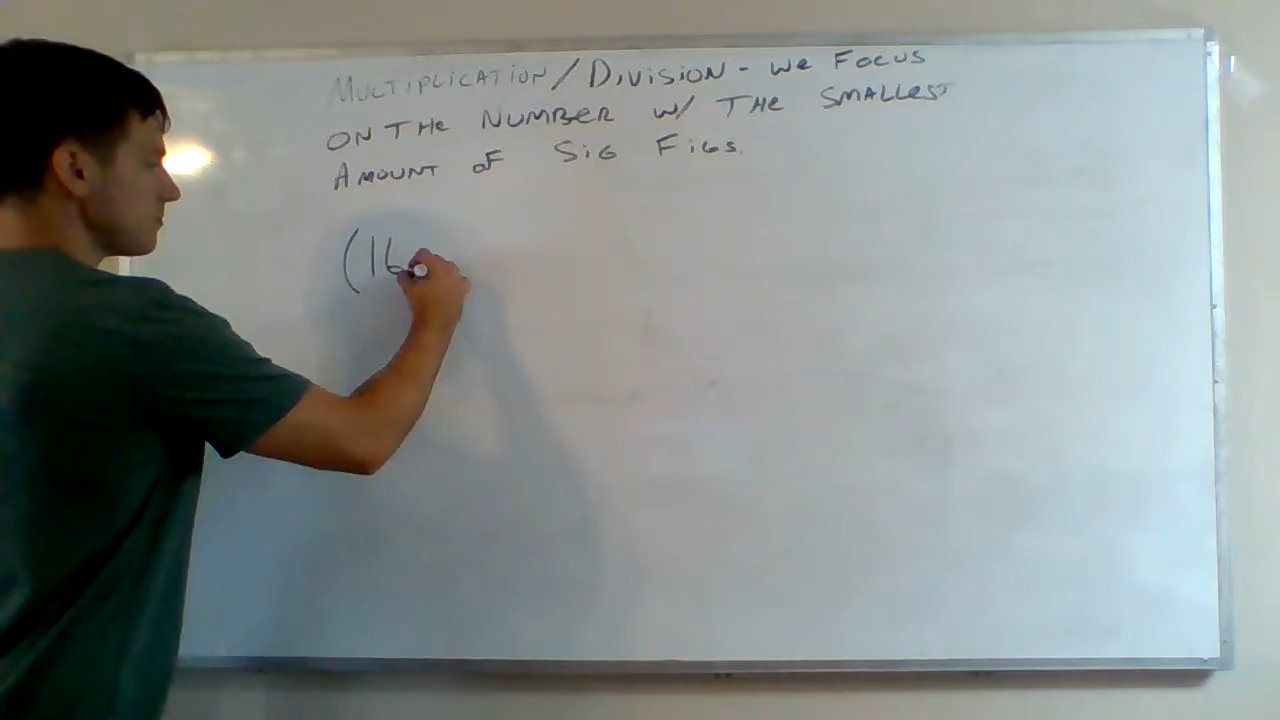 MULTIPLICATION/DIVISION - WE FOCUS
ON THE NUMBER W/ THE SMALLEST
AMOUNT OF SIG FIGS.
(16